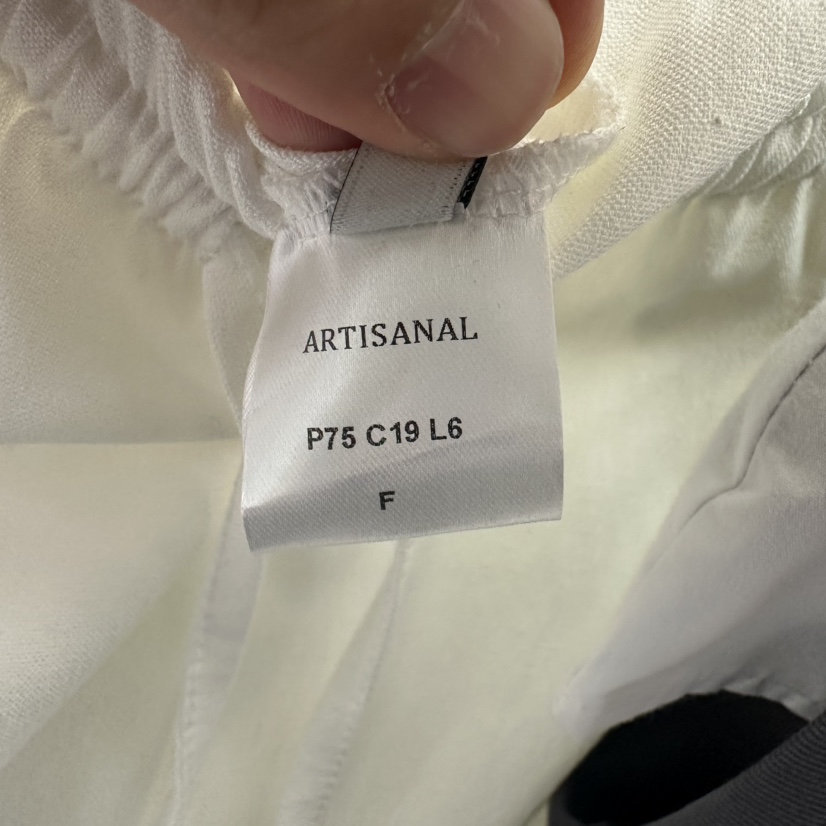 ARTISANAL
P75 C19 L6
F